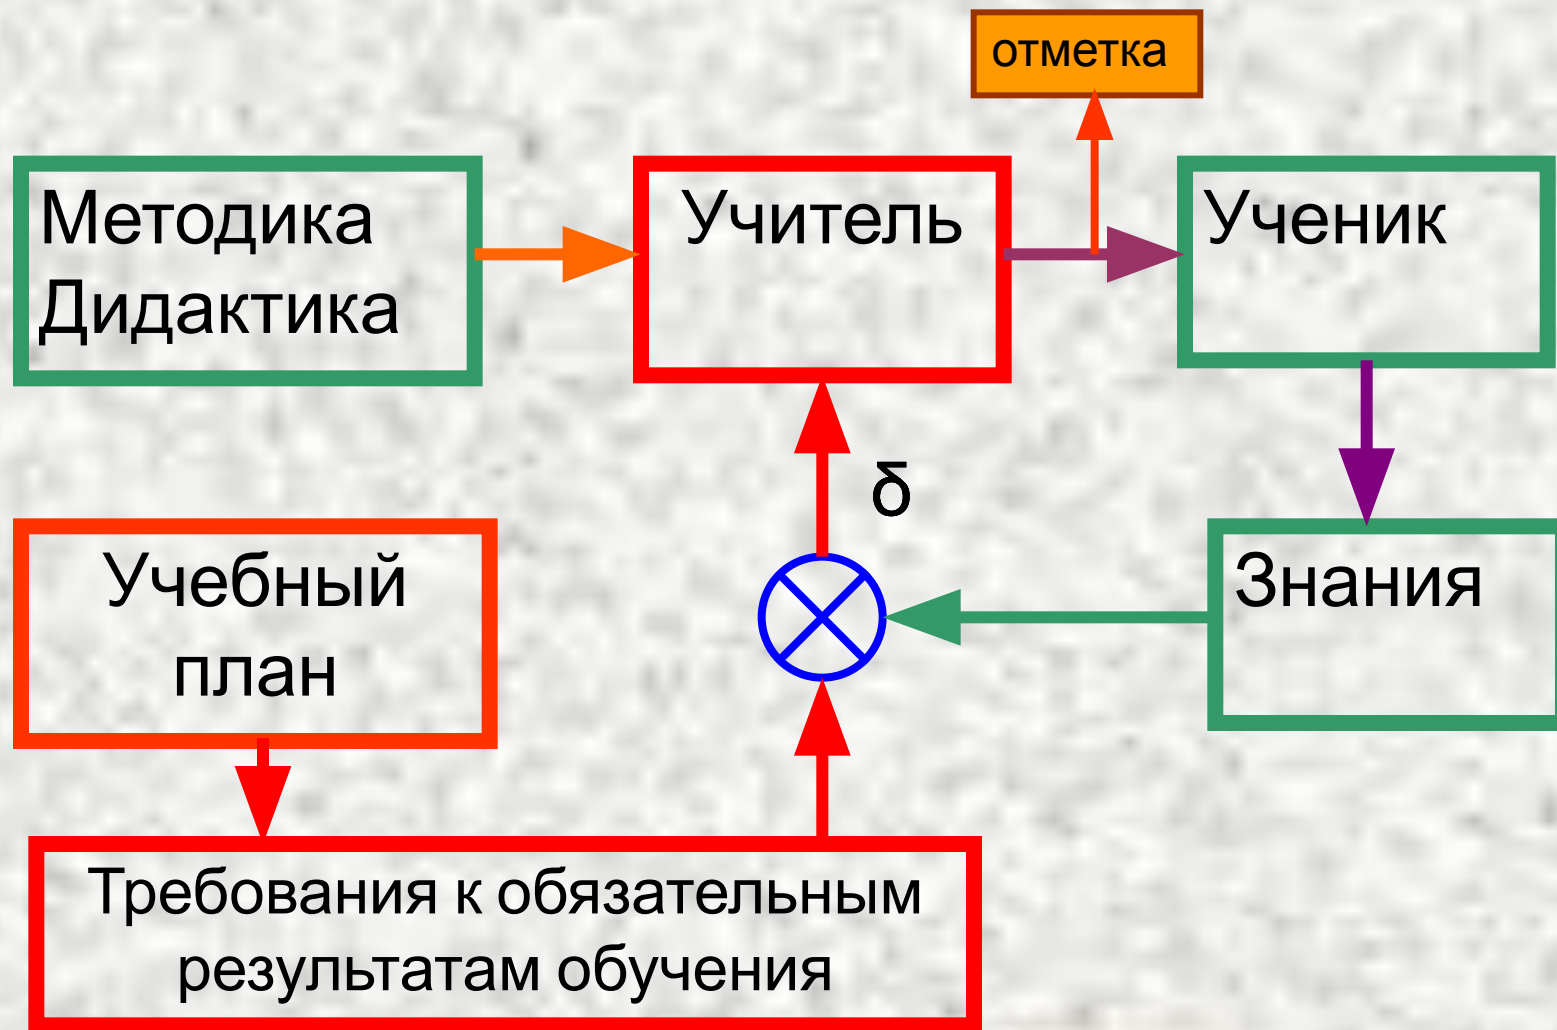 отметка
Методика
Дидактика
Учитель
Ученик
δ
Учебный
план
Знания
Требования к обязательным
результатам обучения